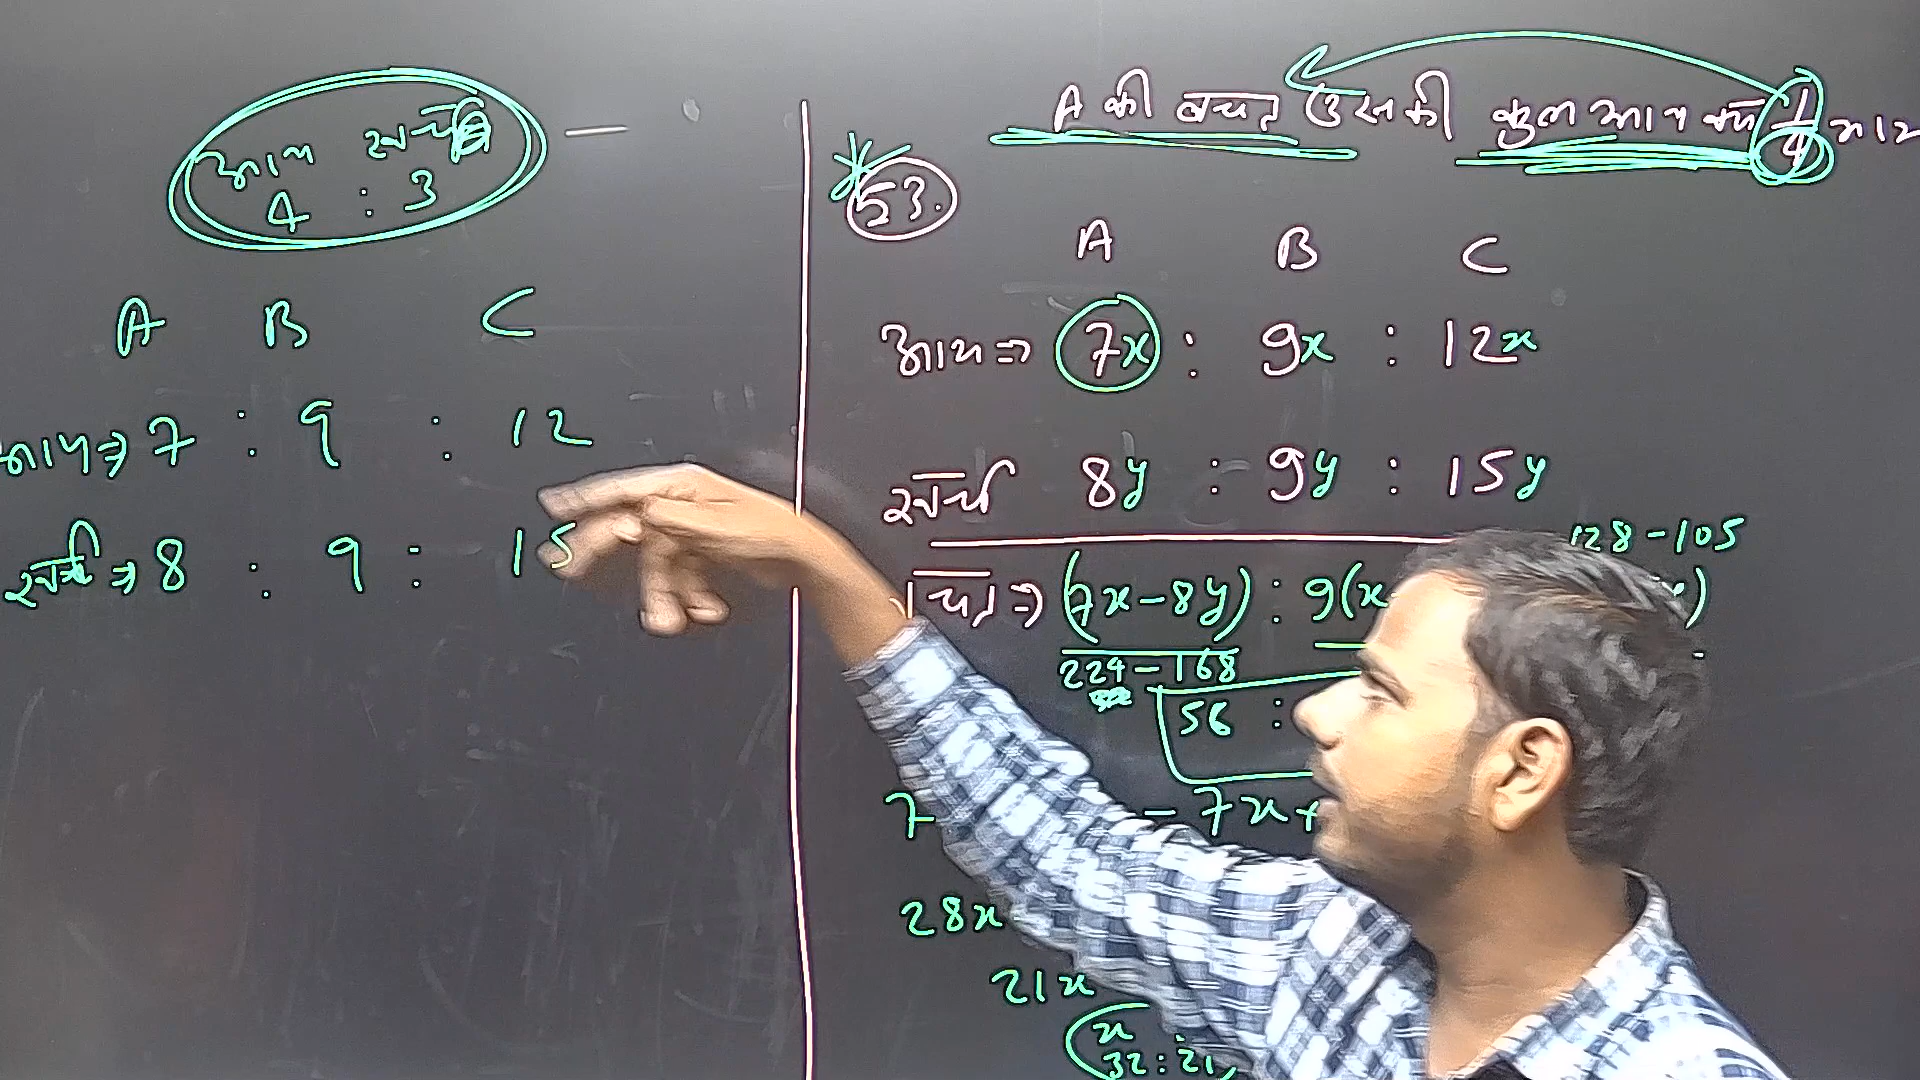 आय खर्च
4 : 3
A B C
आय ⇒ 7 : 9 : 12
खर्च ⇒ 8 : 9 : 15
A की बचत उसकी कुल आय का 1/4
53.
A B C
आय ⇒ 7x : 9x : 12x
खर्च 8y : 9y : 15y
128 - 105
⇒ (7x - 8y) : 9(x
224 - 168
56 :
7 - 7x +
28x
21x
x
32 : 21